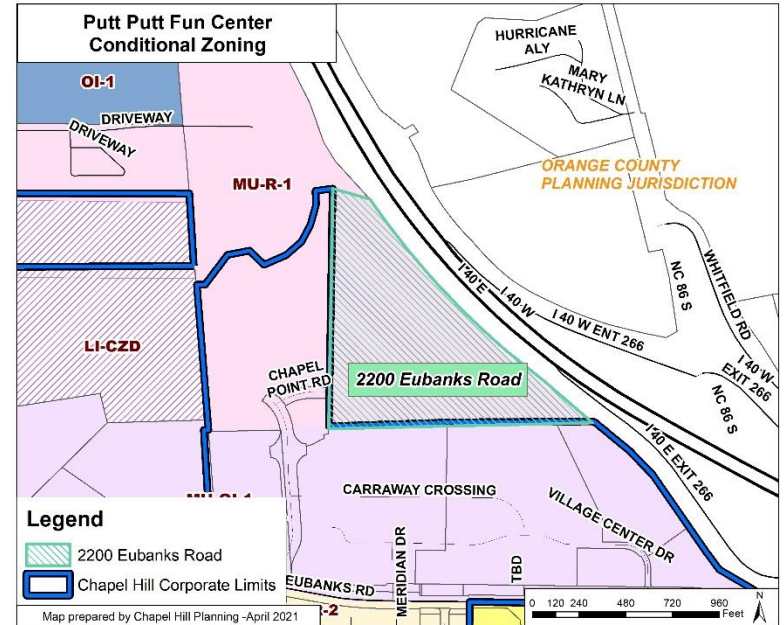 Putt Putt Fun Center
Conditional Zoning
HURRICANE
ALY
MARY
KATHRYN LN
OI-1
DRIVEWAY
DRIVEWAY
ORANGE COUNTY
PLANNING JURISDICTION
MU-R-1
WHITFIELD RD
NC 86 S
I 40 E
I 40 W
I 40 W ENT 266
I 40 W
EXIT 266
LI-CZD
CHAPEL
POINT RD
2200 Eubanks Road
NC 86 S
I 40 E EXIT 266
CARRAWAY CROSSING
VILLAGE CENTER DR
MERIDIAN DR
TBD
Legend
2200 Eubanks Road
Chapel Hill Corporate Limits
EUBANKS RD
Map prepared by Chapel Hill Planning -April 2021
0 120 240 480 720 960
Feet
N